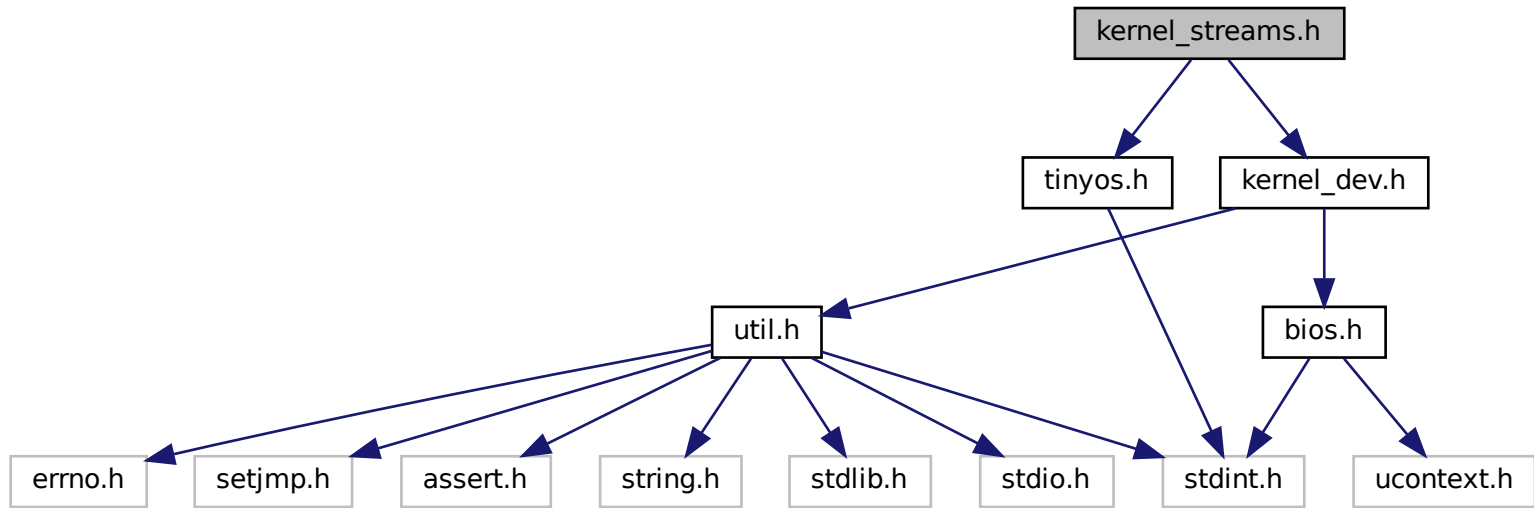 kernel_streams.h
tinyos.h
kernel_dev.h
util.h
bios.h
errno.h
setjmp.h
assert.h
string.h
stdlib.h
stdio.h
stdint.h
ucontext.h